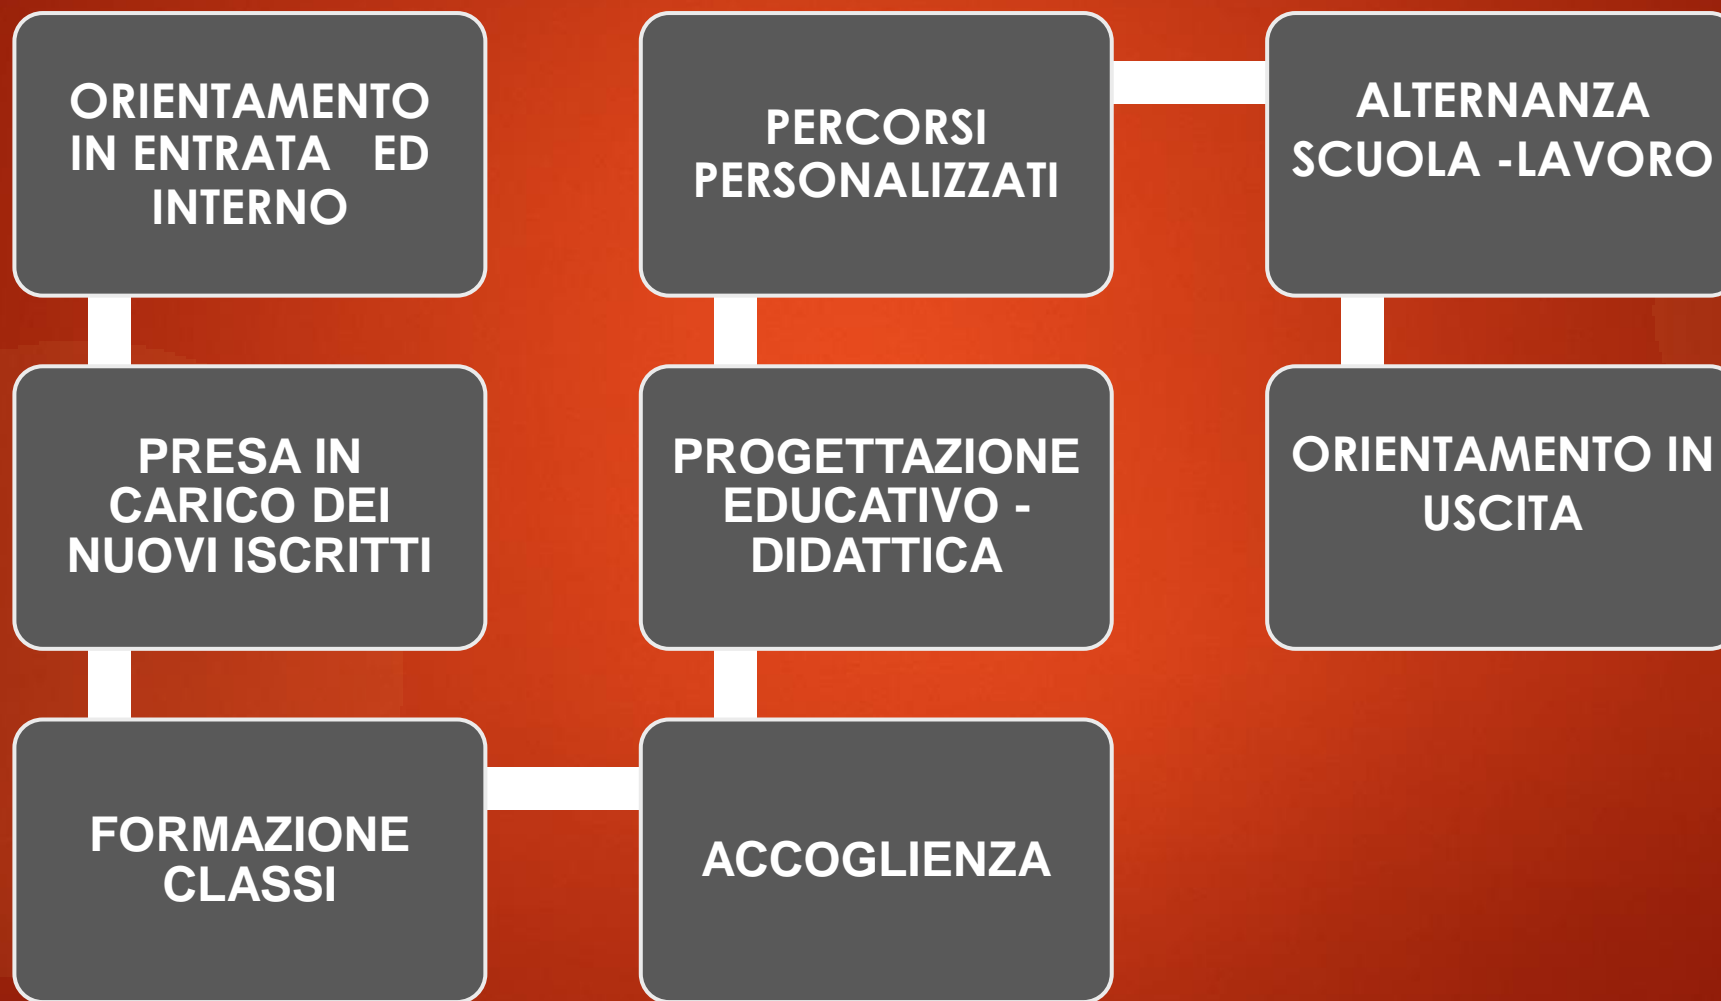 ORIENTAMENTO
IN ENTRATA ED
INTERNO
PRESA IN
CARICO DEI
NUOVI ISCRITTI
FORMAZIONE
CLASSI
ACCOGLIENZA
PROGETTAZIONE
EDUCATIVO -
DIDATTICA
PERCORSI
PERSONALIZZATI
ALTERNANZA
SCUOLA -LAVORO
ORIENTAMENTO IN
USCITA